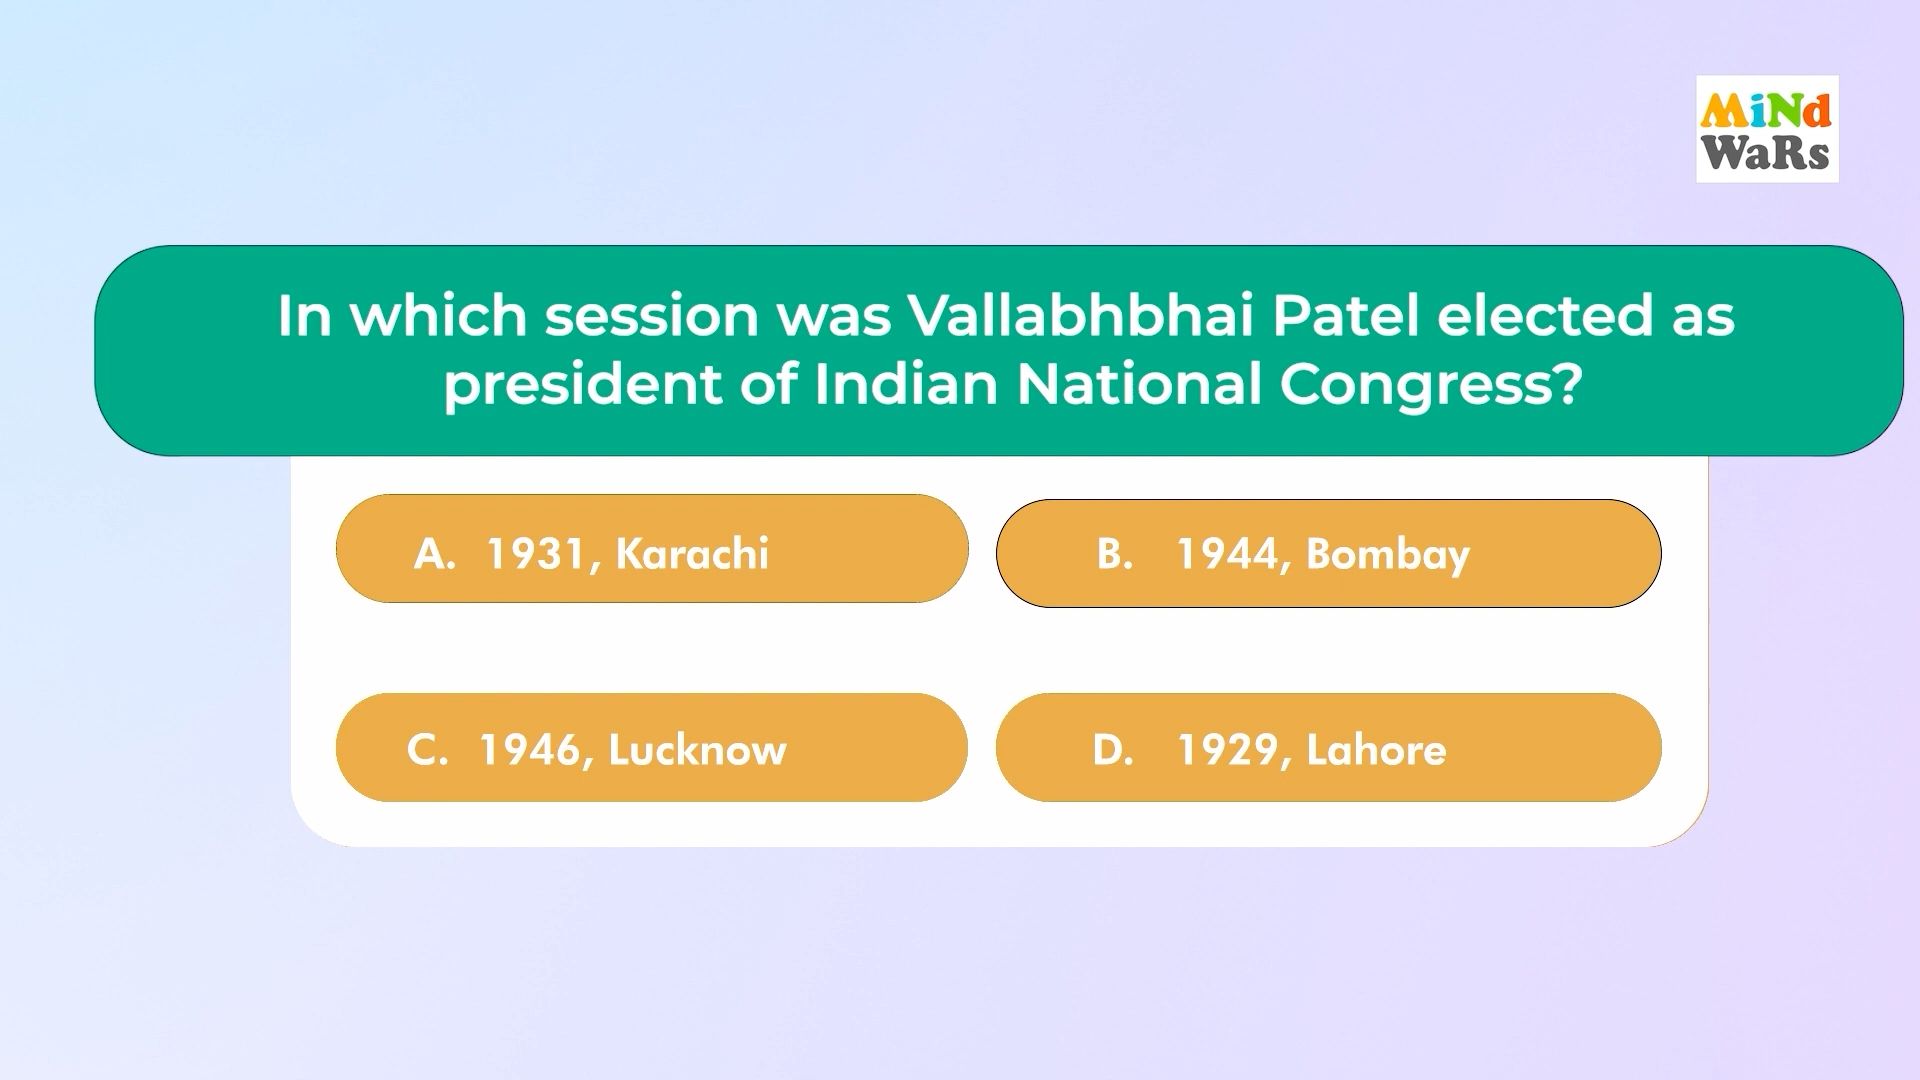 MiNd
WaRs
In which session was Vallabhbhai Patel elected as
president of Indian National Congress?
A. 1931, Karachi
B. 1944, Bombay
C. 1946, Lucknow
D. 1929, Lahore